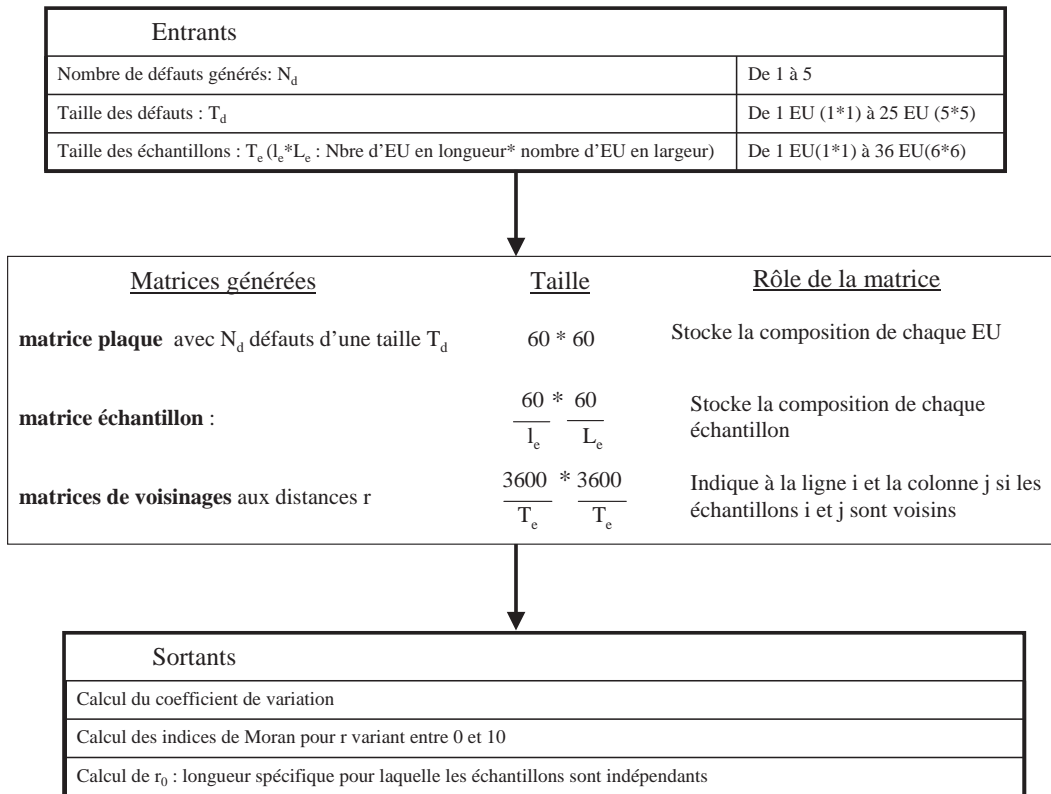 Entrants
Nombre de défauts générés: N_d De 1 à 5
Taille des défauts : T_d De 1 EU (1*1) à 25 EU (5*5)
Taille des échantillons : T_e (l_e*L_e : Nbre d'EU en longueur* nombre d'EU en largeur) De 1 EU(1*1) à 36 EU(6*6)
Matrices générées Taille Rôle de la matrice
matrice plaque avec N_d défauts d'une taille T_d 60 * 60 Stocke la composition de chaque EU
matrice échantillon : 60/l_e * 60/L_e Stocke la composition de chaque
échantillon
matrices de voisinages aux distances r 3600/T_e * 3600/T_e Indique à la ligne i et la colonne j si les
échantillons i et j sont voisins
Sortants
Calcul du coefficient de variation
Calcul des indices de Moran pour r variant entre 0 et 10
Calcul de r_0 : longueur spécifique pour laquelle les échantillons sont indépendants